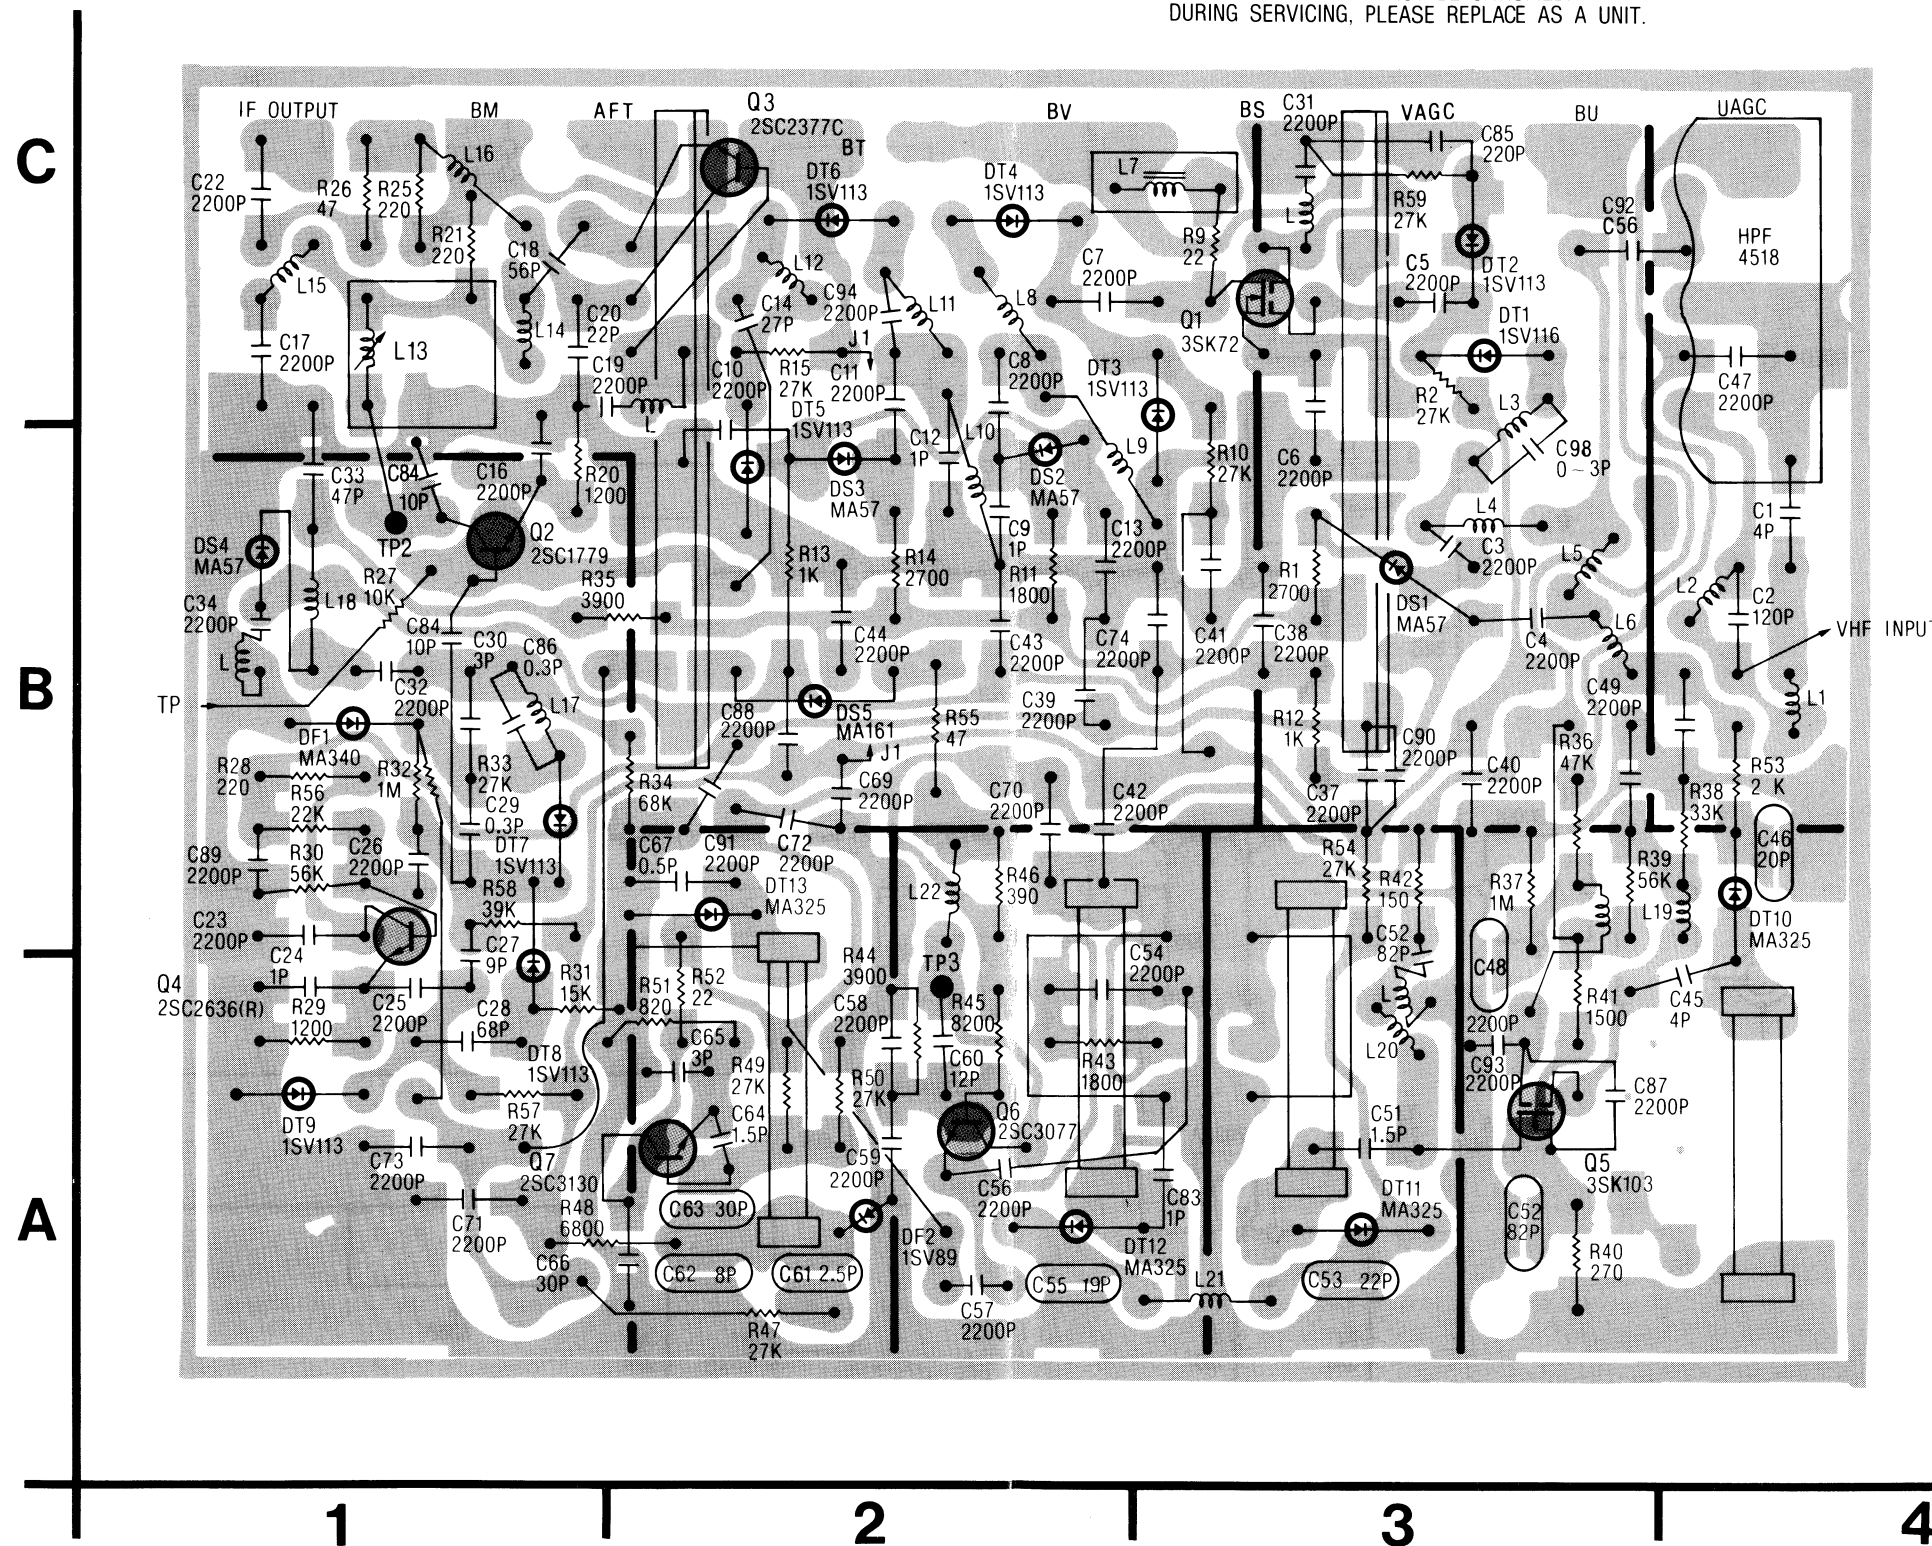 DURING SERVICING, PLEASE REPLACE AS A UNIT.
C
IF OUTPUT
BM
AFT
Q3
2SC2377C
BT
BV
BS
C31
2200P
VAGC
C85
220P
BU
UAGC
C22
2200P
R26
47
R25
220
L16
DT6
1SV113
DT4
1SV113
L7
L
R59
27K
C92
C56
HPF
4518
R21
220
C18
56P
L15
L12
C7
2200P
R9
22
C5
2200P
DT2
1SV113
C17
2200P
L13
L14
C20
22P
C14
27P
C94
2200P
L11
L8
Q1
3SK72
DT1
1SV116
C19
2200P
L
C10
2200P
R15
27K
J1
C11
2200P
C8
2200P
DT3
1SV113
R2
27K
L3
C47
2200P
DT5
1SV113
C12
1P
L10
L9
C98
0~3P
B
C33
47P
C84
10P
C16
2200P
R20
1200
DS3
MA57
DS2
MA57
R10
27K
C6
2200P
L4
C1
4P
DS4
MA57
TP2
Q2
2SC1779
R13
1K
R14
2700
C9
1P
C13
2200P
C3
2200P
L5
R27
10K
R35
3900
R11
1800
R1
2700
DS1
MA57
L2
C2
120P
C34
2200P
L
L18
C84
10P
C30
3P
C86
0.3P
C44
2200P
C43
2200P
C74
2200P
C41
2200P
C38
2200P
C4
2200P
L6
VHF INPUT
TP
C32
2200P
L17
C88
2200P
DS5
MA161
J1
R55
47
C39
2200P
R12
1K
C90
2200P
C49
2200P
L1
DF1
MA340
R28
220
R56
22K
R32
1M
R33
27K
R34
68K
C69
2200P
C70
2200P
C42
2200P
C37
2200P
C40
2200P
R36
47K
R38
33K
R53
2 K
C29
0.3P
DT7
1SV113
C89
2200P
R30
56K
C26
2200P
C67
0.5P
C91
2200P
C72
2200P
DT13
MA325
L22
R46
390
R54
27K
R42
150
R37
1M
R39
56K
L19
C46
20P
DT10
MA325
R58
39K
C23
2200P
C24
1P
C27
9P
C52
82P
C48
A
Q4
2SC2636(R)
R29
1200
C25
2200P
C28
68P
R31
15K
R51
820
R52
22
R44
3900
C58
2200P
TP3
R45
8200
C54
2200P
L
L20
2200P
R41
1500
C45
4P
DT8
1SV113
C65
3P
R49
27K
R50
27K
C60
12P
R43
1800
C93
2200P
C87
2200P
DT9
1SV113
R57
27K
C64
1.5P
Q6
2SC3077
C51
1.5P
C73
2200P
Q7
2SC3130
C59
2200P
C56
2200P
C83
1P
DT11
MA325
Q5
3SK103
C71
2200P
R48
6800
C63 30P
DF2
1SV89
DT12
MA325
C52
82P
C66
30P
C62 8P
C61 2.5P
C55 19P
L21
C53 22P
R40
270
R47
27K
C57
2200P
1
2
3
4